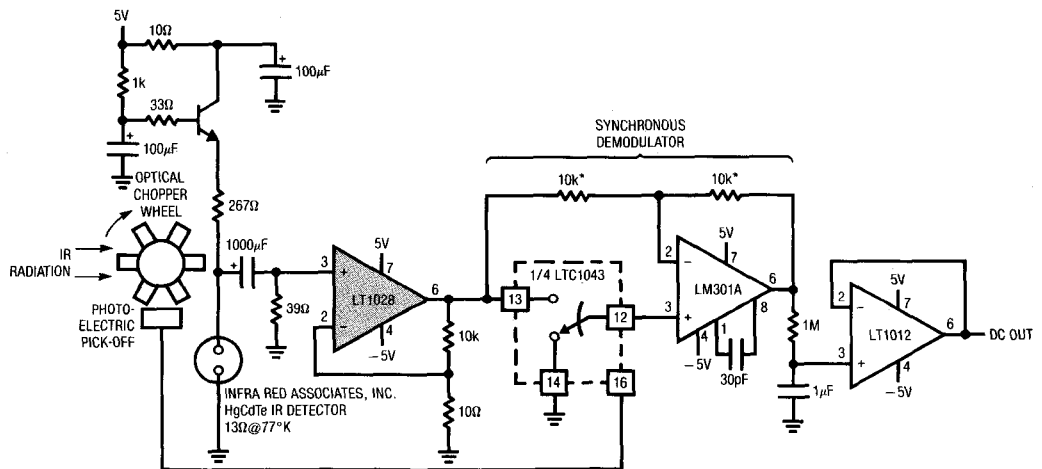 5V
10Ω
1k
+
100μF
33Ω
+
100μF
OPTICAL
CHOPPER
WHEEL
267Ω
IR
RADIATION
PHOTO-
ELECTRIC
PICK-OFF
1000μF
+
39Ω
5V
3
+
7
LT1028
6
2
−
4
−5V
10k
10Ω
INFRA RED ASSOCIATES, INC.
HgCdTe IR DETECTOR
13Ω@77°K
SYNCHRONOUS
DEMODULATOR
10k*
10k*
1/4 LTC1043
13
12
14
16
5V
2
−
7
LM301A
6
3
+
1
8
4
−5V
30pF
1M
1μF
5V
2
−
7
LT1012
6
3
+
4
−5V
DC OUT